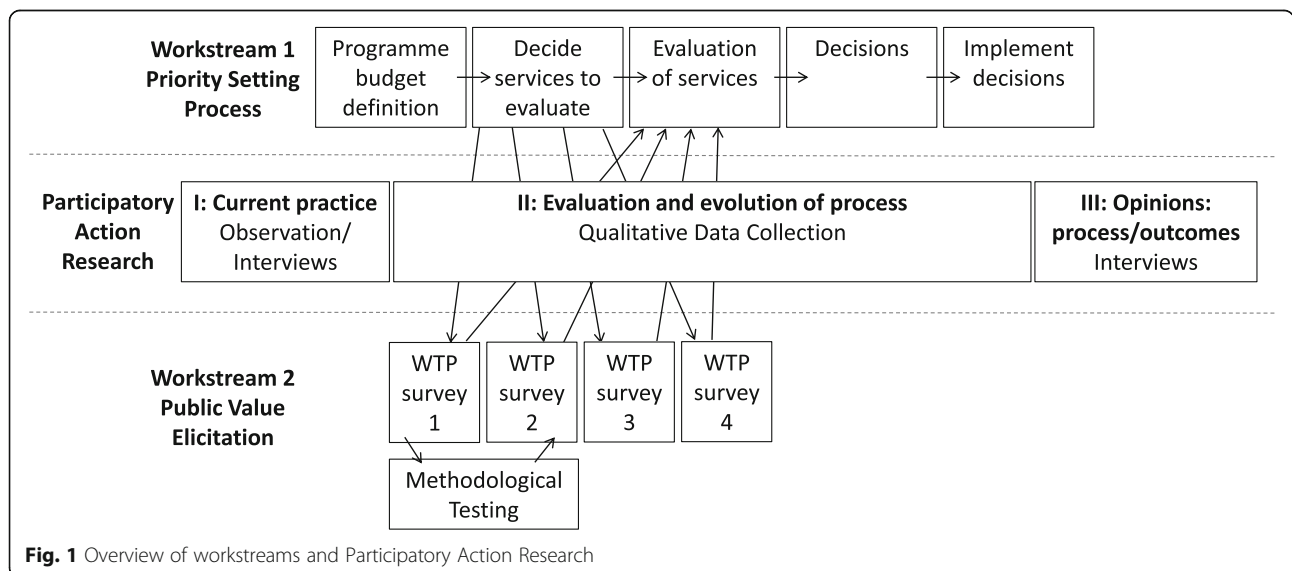 Workstream 1
Priority Setting
Process
Programme
budget
definition
Decide
services to
evaluate
Evaluation
of services
Decisions
Implement
decisions
Participatory
Action
Research
I: Current practice
Observation/
Interviews
II: Evaluation and evolution of process
Qualitative Data Collection
III: Opinions:
process/outcomes
Interviews
Workstream 2
Public Value
Elicitation
WTP
survey
1
WTP
survey
2
WTP
survey
3
WTP
survey
4
Methodological
Testing
Fig. 1 Overview of workstreams and Participatory Action Research